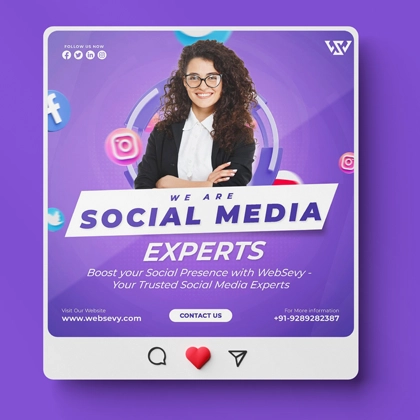 FOLLOW US NOW
WE ARE
SOCIAL MEDIA
EXPERTS
Boost your Social Presence with WebSevy -
Your Trusted Social Media Experts
Visit Our Website
www.websevy.com
CONTACT US
For More information
+91-9289282387